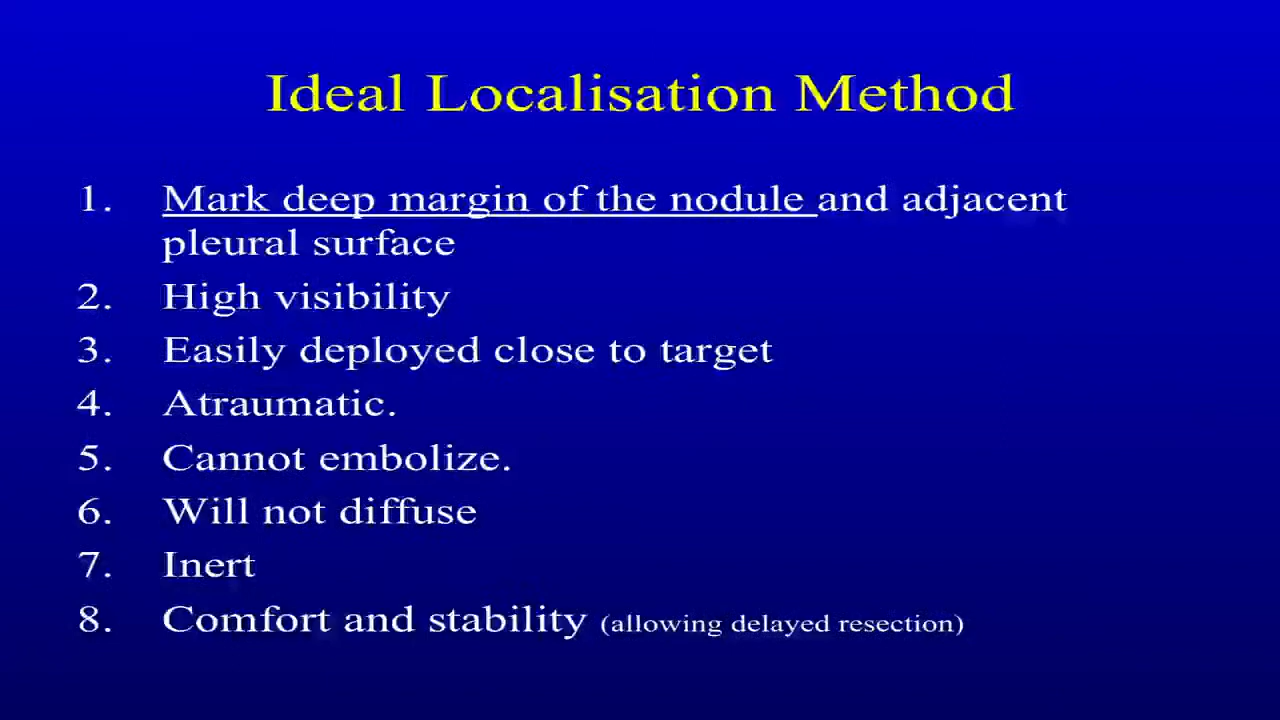 Ideal Localisation Method
1. Mark deep margin of the nodule and adjacent
pleural surface
2. High visibility
3. Easily deployed close to target
4. Atraumatic.
5. Cannot embolize.
6. Will not diffuse
7. Inert
8. Comfort and stability (allowing delayed resection)